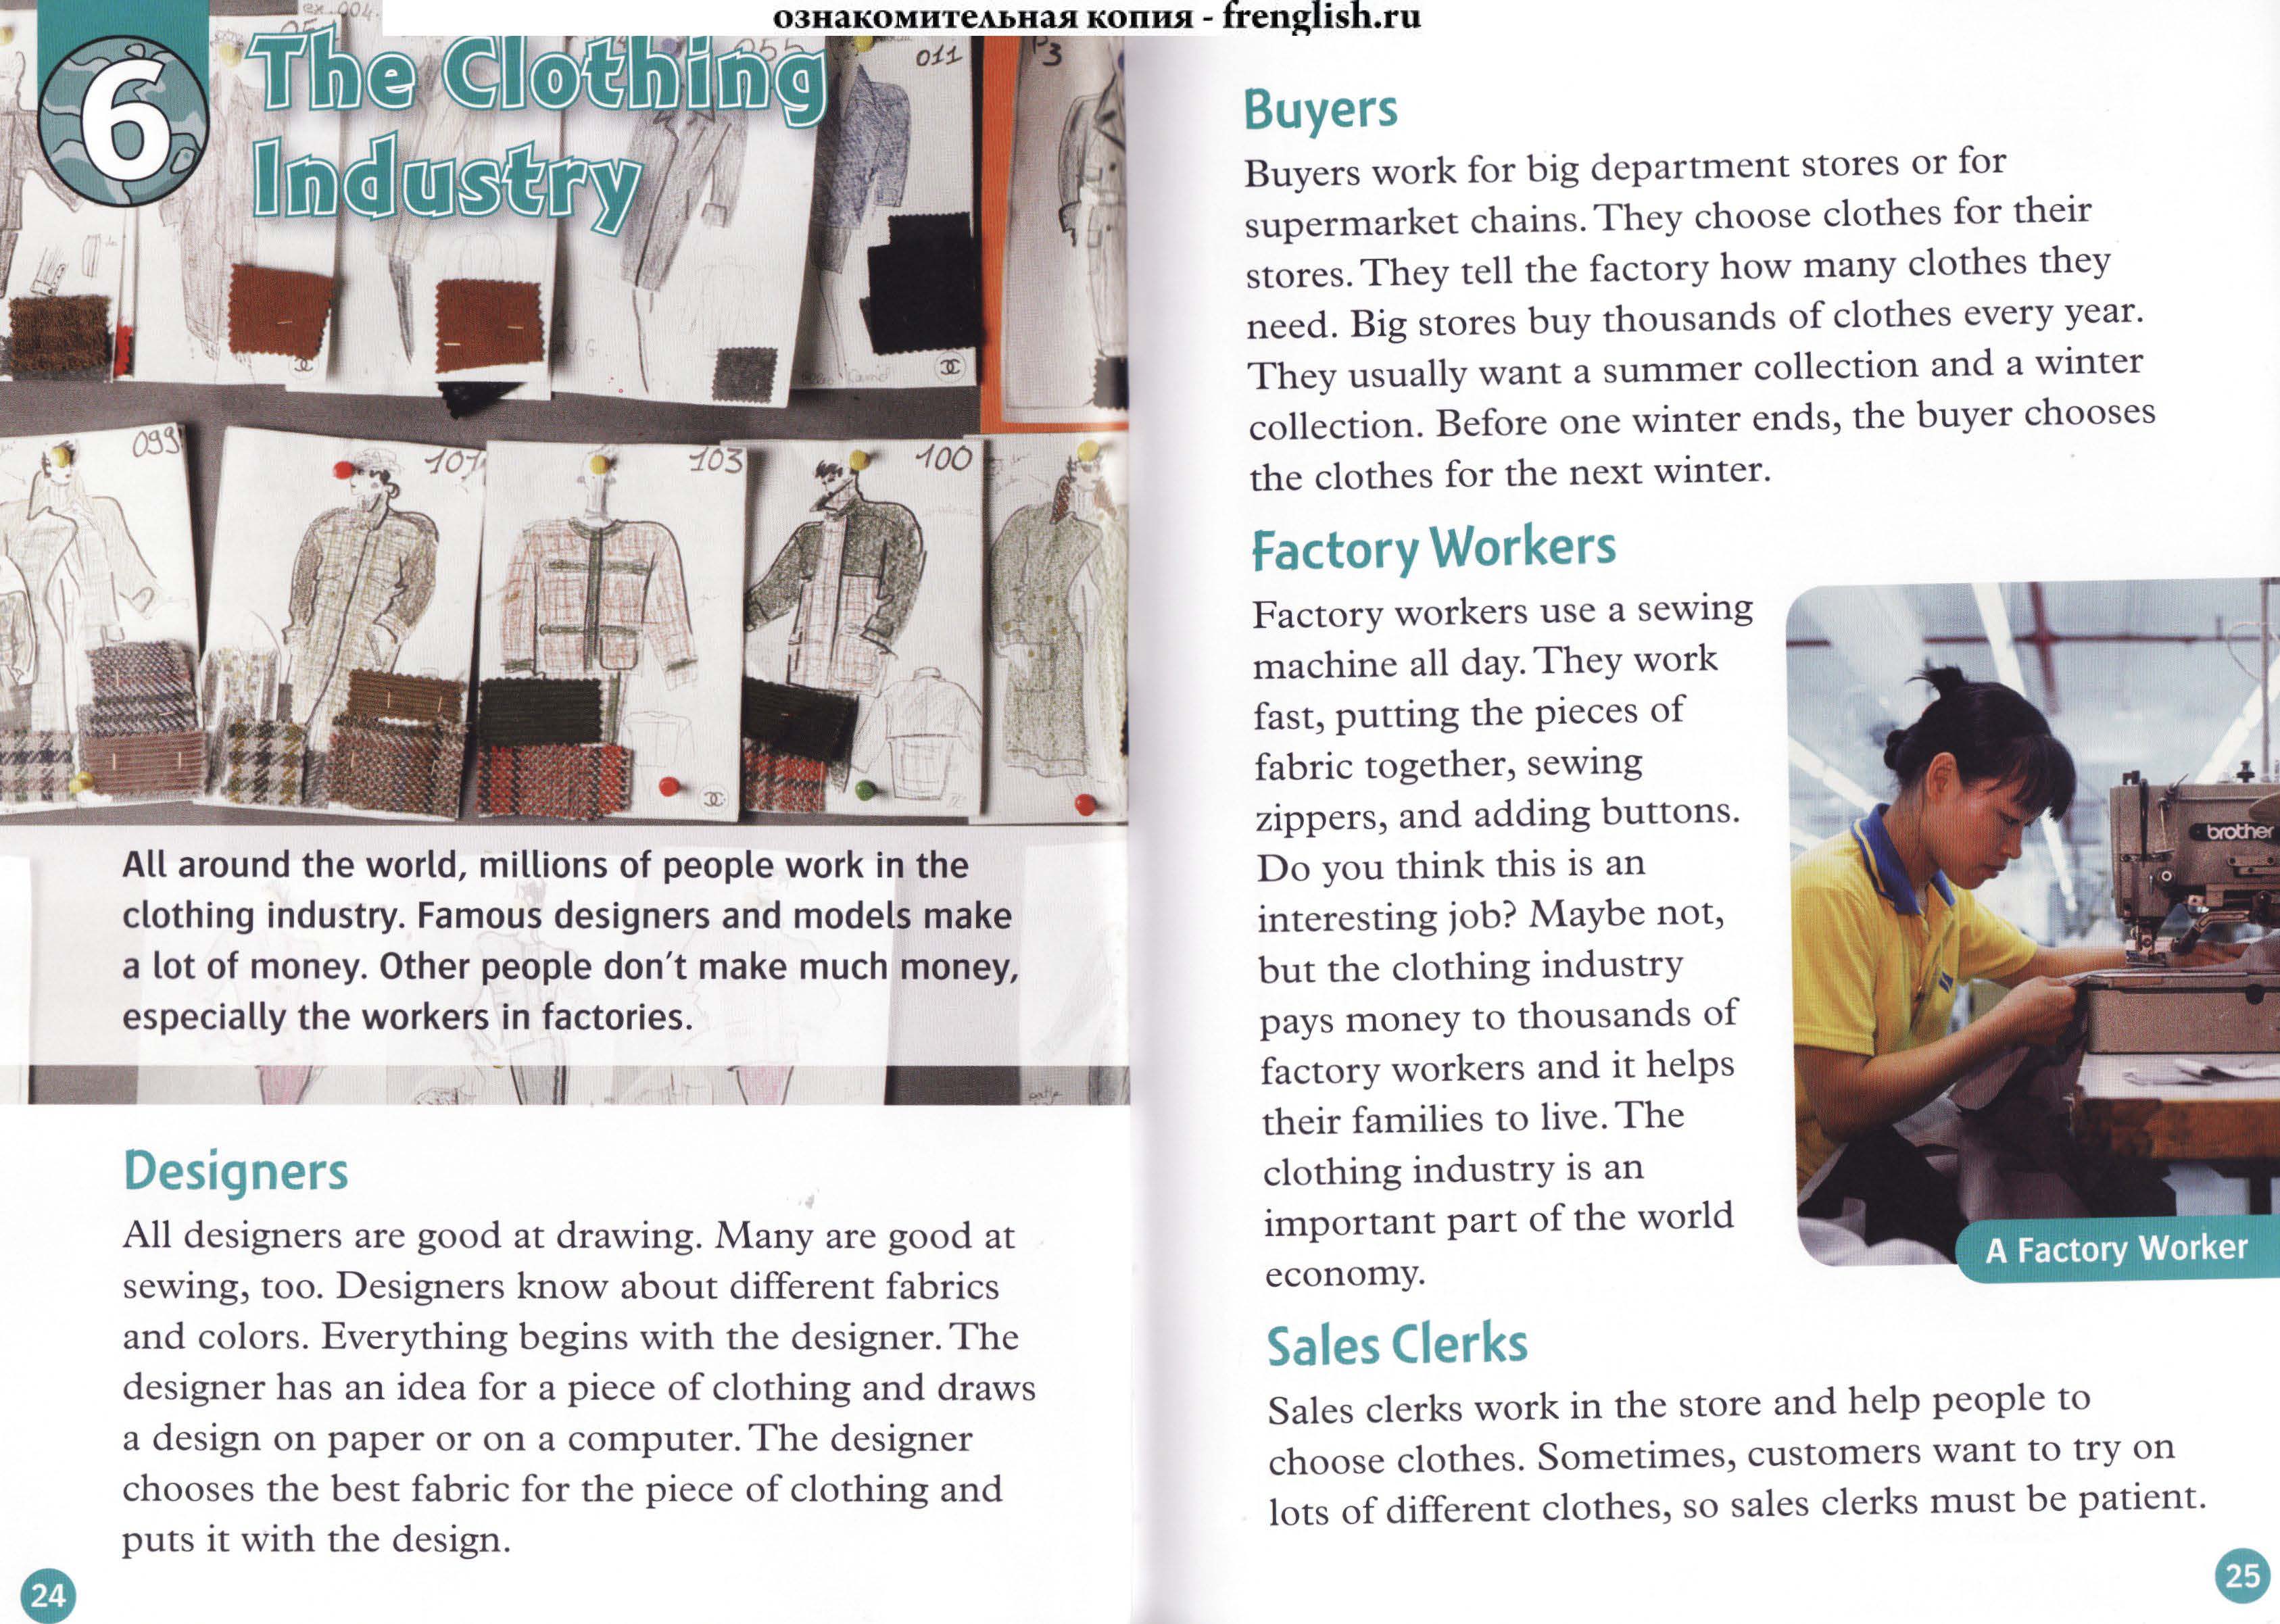 ознакомительная копия - frenglish.ru
6
The Clothing
Industry
011
P3
099
101
103
100
All around the world, millions of people work in the
clothing industry. Famous designers and models make
a lot of money. Other people don't make much money,
especially the workers in factories.
Designers
All designers are good at drawing. Many are good at
sewing, too. Designers know about different fabrics
and colors. Everything begins with the designer. The
designer has an idea for a piece of clothing and draws
a design on paper or on a computer. The designer
chooses the best fabric for the piece of clothing and
puts it with the design.
24
Buyers
Buyers work for big department stores or for
supermarket chains. They choose clothes for their
stores. They tell the factory how many clothes they
need. Big stores buy thousands of clothes every year.
They usually want a summer collection and a winter
collection. Before one winter ends, the buyer chooses
the clothes for the next winter.
Factory Workers
Factory workers use a sewing
machine all day. They work
fast, putting the pieces of
fabric together, sewing
zippers, and adding buttons.
Do you think this is an
interesting job? Maybe not,
but the clothing industry
pays money to thousands of
factory workers and it helps
their families to live. The
clothing industry is an
important part of the world
economy.
brother
A Factory Worker
Sales Clerks
Sales clerks work in the store and help people to
choose clothes. Sometimes, customers want to try on
lots of different clothes, so sales clerks must be patient.
25